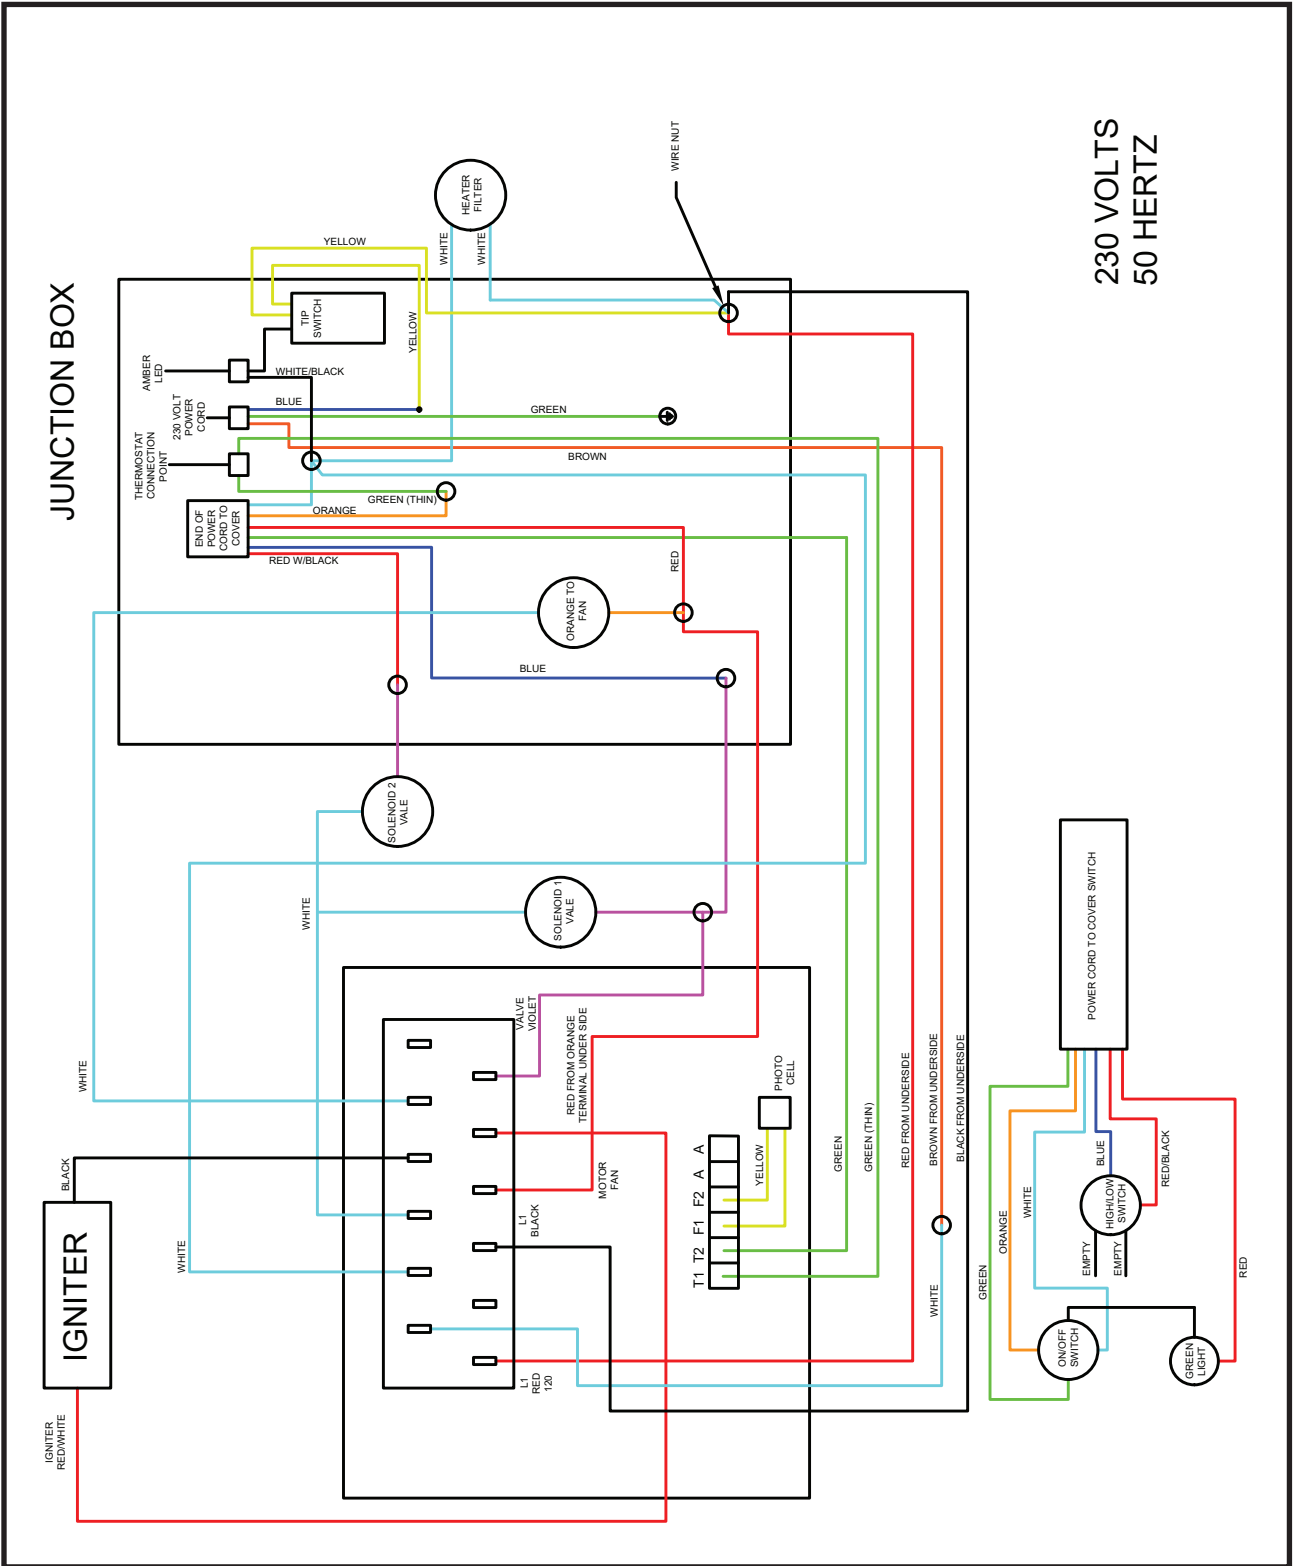 JUNCTION BOX
230 VOLTS
50 HERTZ
WIRE NUT
HEATER
FILTER
WHITE
WHITE
YELLOW
TIP
SWITCH
YELLOW
AMBER
LED
WHITE/BLACK
230 VOLT
POWER
CORD
BLUE
GREEN
THERMOSTAT
CONNECTION
POINT
BROWN
GREEN (THIN)
ORANGE
END OF
POWER
CORD TO
COVER
RED W/BLACK
RED
ORANGE TO
FAN
BLUE
SOLENOID 2
VALE
SOLENOID 1
VALE
WHITE
WHITE
WHITE
VALVE
VIOLET
RED FROM ORANGE
TERMINAL UNDER SIDE
MOTOR
FAN
L1
BLACK
L1
RED
120
PHOTO
CELL
YELLOW
A
A
F2
F1
T2
T1
GREEN
GREEN (THIN)
RED FROM UNDERSIDE
BROWN FROM UNDERSIDE
BLACK FROM UNDERSIDE
WHITE
BLACK
IGNITER
IGNITER
RED/WHITE
POWER CORD TO COVER SWITCH
BLUE
RED/BLACK
HIGH/LOW
SWITCH
WHITE
ORANGE
GREEN
EMPTY
EMPTY
RED
ON/OFF
SWITCH
GREEN
LIGHT